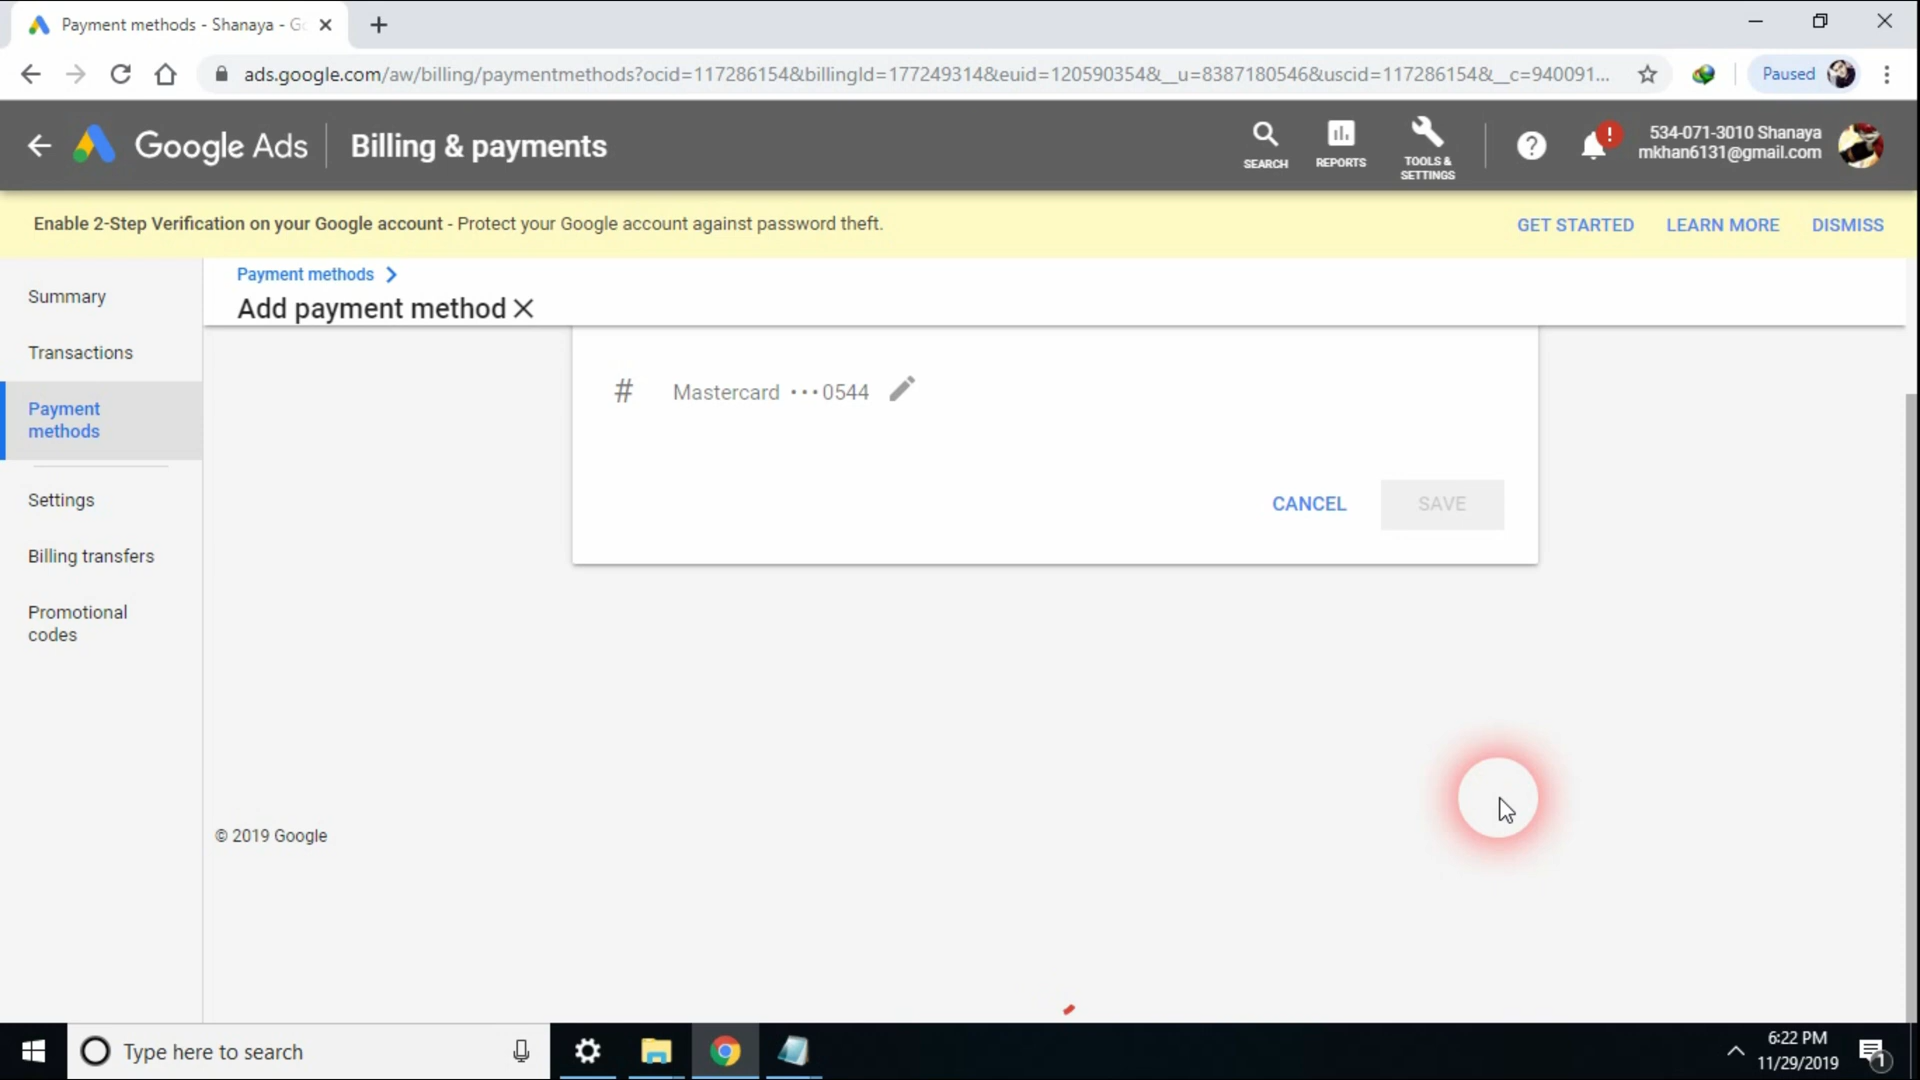 Payment methods - Shanaya - G
ads.google.com/aw/billing/paymentmethods?ocid=117286154&billingId=177249314&euid=120590354&__u=8387180546&uscid=117286154&__c=940091...
Paused
Google Ads
Billing & payments
SEARCH
REPORTS
TOOLS &
SETTINGS
534-071-3010 Shanaya
mkhan6131@gmail.com
Enable 2-Step Verification on your Google account - Protect your Google account against password theft.
GET STARTED
LEARN MORE
DISMISS
Summary
Transactions
Payment
methods
Settings
Billing transfers
Promotional
codes
Payment methods
Add payment method
# Mastercard •••0544
CANCEL
SAVE
© 2019 Google
Type here to search
6:22 PM
11/29/2019
1